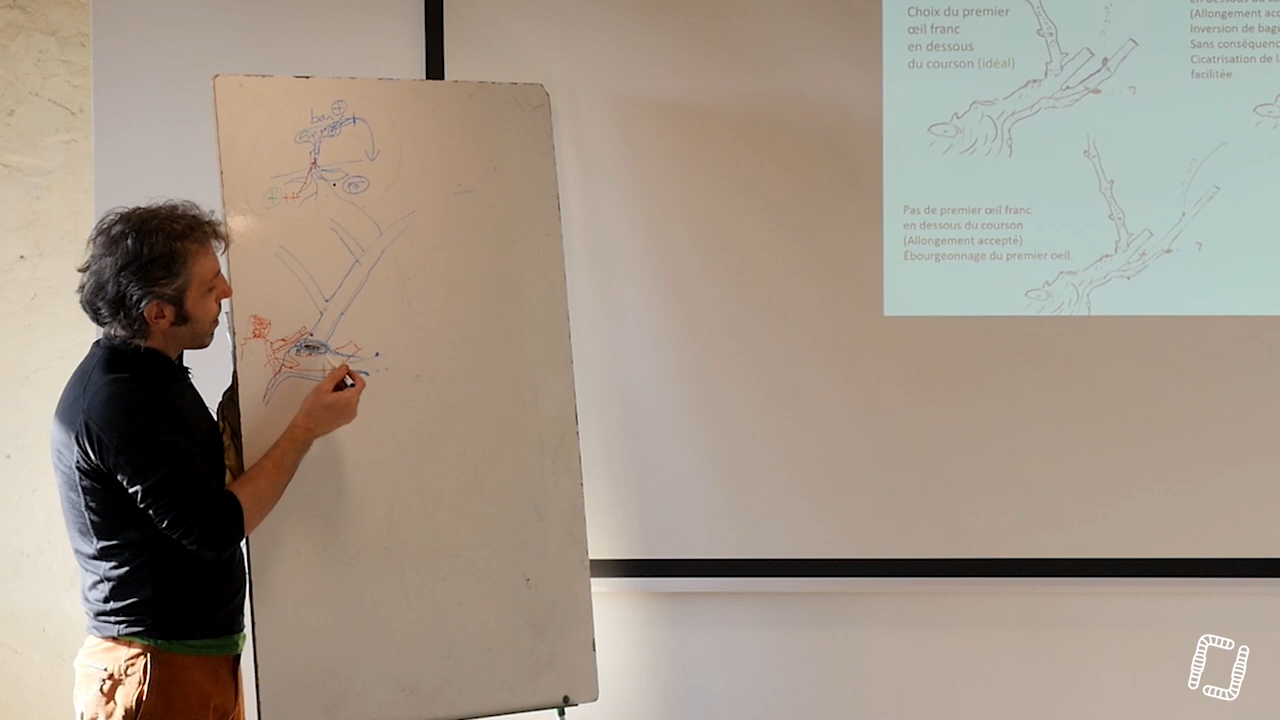 Choix du premier
œil franc
en dessous
du courson (idéal)
(Allongement acc
Inversion de bag
Sans conséquenc
Cicatrisation de l
facilitée
Pas de premier œil franc
en dessous du courson
(Allongement accepté)
Ébourgeonnage du premier oeil.